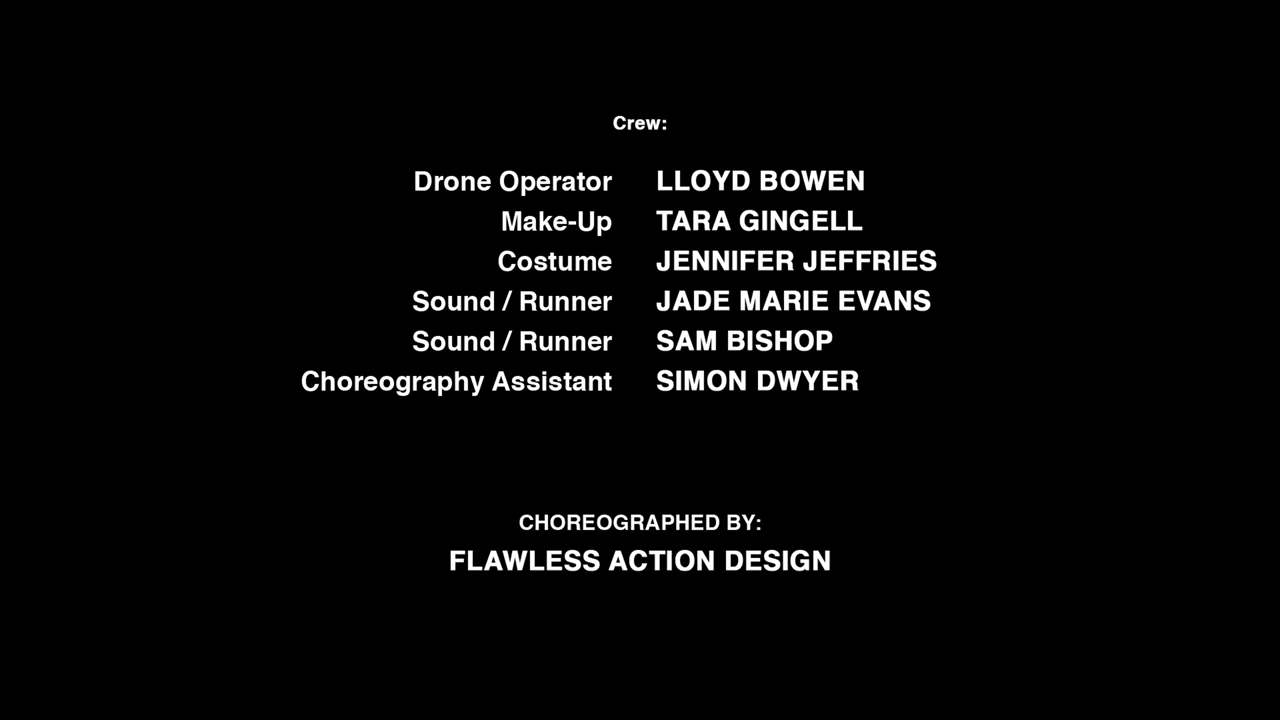 Crew:
Drone Operator LLOYD BOWEN
Make-Up TARA GINGELL
Costume JENNIFER JEFFRIES
Sound / Runner JADE MARIE EVANS
Sound / Runner SAM BISHOP
Choreography Assistant SIMON DWYER
CHOREOGRAPHED BY:
FLAWLESS ACTION DESIGN